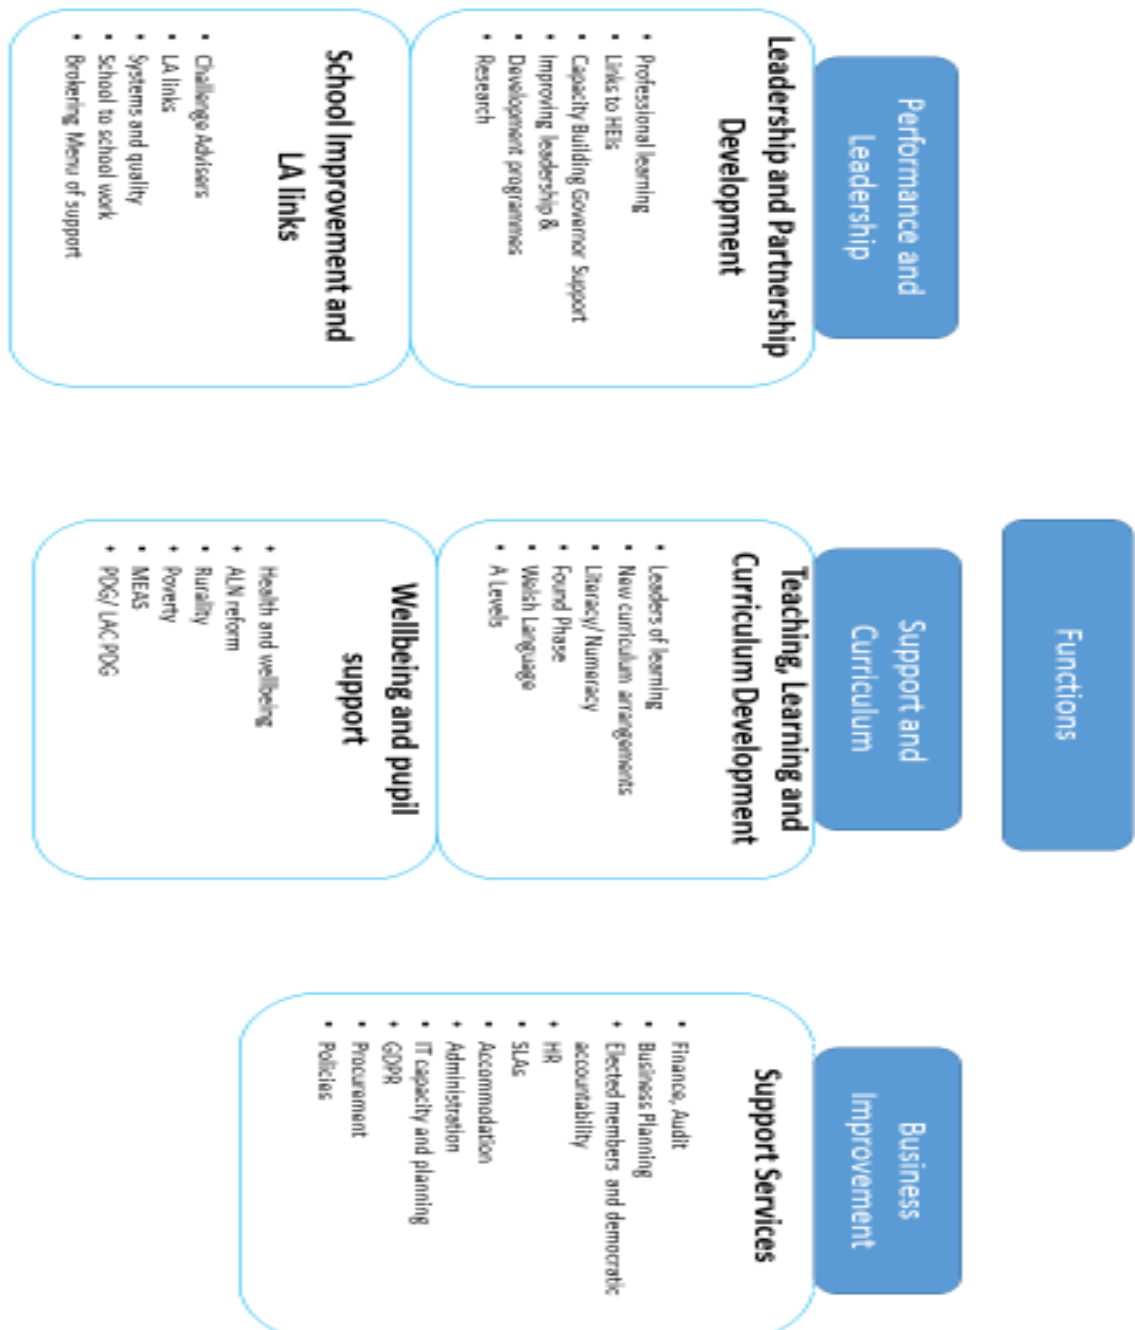 Functions
Performance and
Leadership
Leadership and Partnership
Development
• Professional learning
• Links to HEIs
• Capacity Building Governor Support
• Improving leadership &
• Development programmes
• Research
School Improvement and
LA links
• Challenge Advisers
• LA links
• Systems and quality
• School to school work
• Brokering Menu of support
Support and
Curriculum
Teaching, Learning and
Curriculum Development
• Leaders of learning
• New curriculum arrangements
• Literacy/ Numeracy
• Found Phase
• Welsh Language
• A Levels
Wellbeing and pupil
support
• Health and wellbeing
• ALN reform
• Rurality
• Poverty
• MEAS
• PDG/ LAC PDG
Business
Improvement
Support Services
• Finance, Audit
• Business Planning
• Elected members and democratic
accountability
• HR
• SLAs
• Accommodation
• Administration
• IT capacity and planning
• GDPR
• Procurement
• Policies